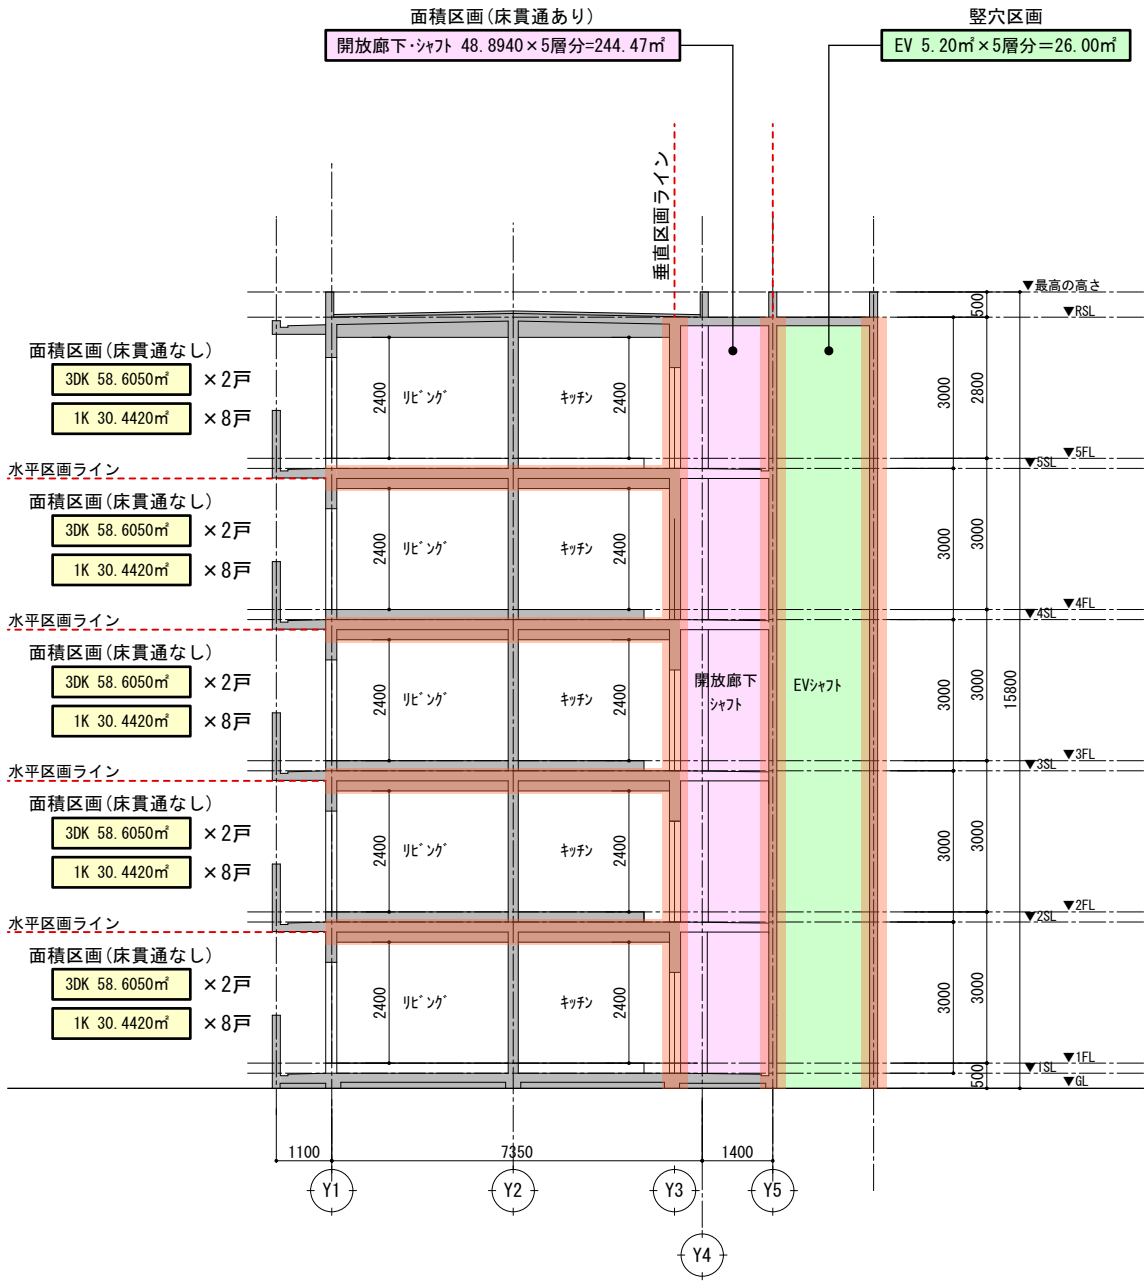 面積区画(床貫通あり)
開放廊下・ｼｬﾌﾄ 48.8940×5層分=244.47㎡
竪穴区画
EV 5.20㎡×5層分＝26.00㎡
垂直区画ライン
▼最高の高さ
500
▼RSL
面積区画(床貫通なし)
3DK 58.6050㎡ ×2戸
1K 30.4420㎡ ×8戸
2400
ﾘﾋﾞﾝｸﾞ
ｷｯﾁﾝ
2400
3000
2800
▼5FL
▼5SL
水平区画ライン
面積区画(床貫通なし)
3DK 58.6050㎡ ×2戸
1K 30.4420㎡ ×8戸
2400
ﾘﾋﾞﾝｸﾞ
ｷｯﾁﾝ
2400
3000
3000
▼4FL
▼4SL
水平区画ライン
面積区画(床貫通なし)
3DK 58.6050㎡ ×2戸
1K 30.4420㎡ ×8戸
2400
ﾘﾋﾞﾝｸﾞ
ｷｯﾁﾝ
2400
開放廊下
ｼｬﾌﾄ
EVｼｬﾌﾄ
3000
3000
15800
▼3FL
▼3SL
水平区画ライン
面積区画(床貫通なし)
3DK 58.6050㎡ ×2戸
1K 30.4420㎡ ×8戸
2400
ﾘﾋﾞﾝｸﾞ
ｷｯﾁﾝ
2400
3000
3000
▼2FL
▼2SL
水平区画ライン
面積区画(床貫通なし)
3DK 58.6050㎡ ×2戸
1K 30.4420㎡ ×8戸
2400
ﾘﾋﾞﾝｸﾞ
ｷｯﾁﾝ
2400
3000
3000
▼1FL
▼1SL
500
▼GL
1100
7350
1400
Y1
Y2
Y3
Y5
Y4